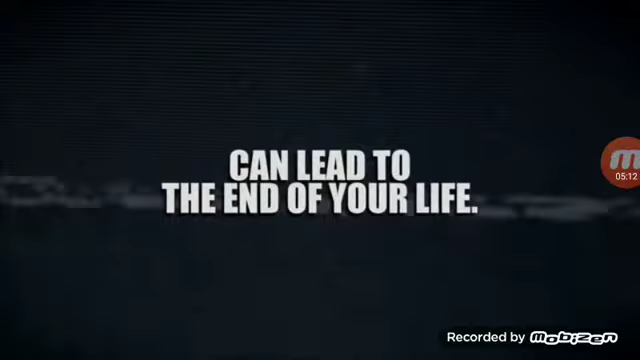 CAN LEAD TO
THE END OF YOUR LIFE.
05:12
Recorded by mobizen